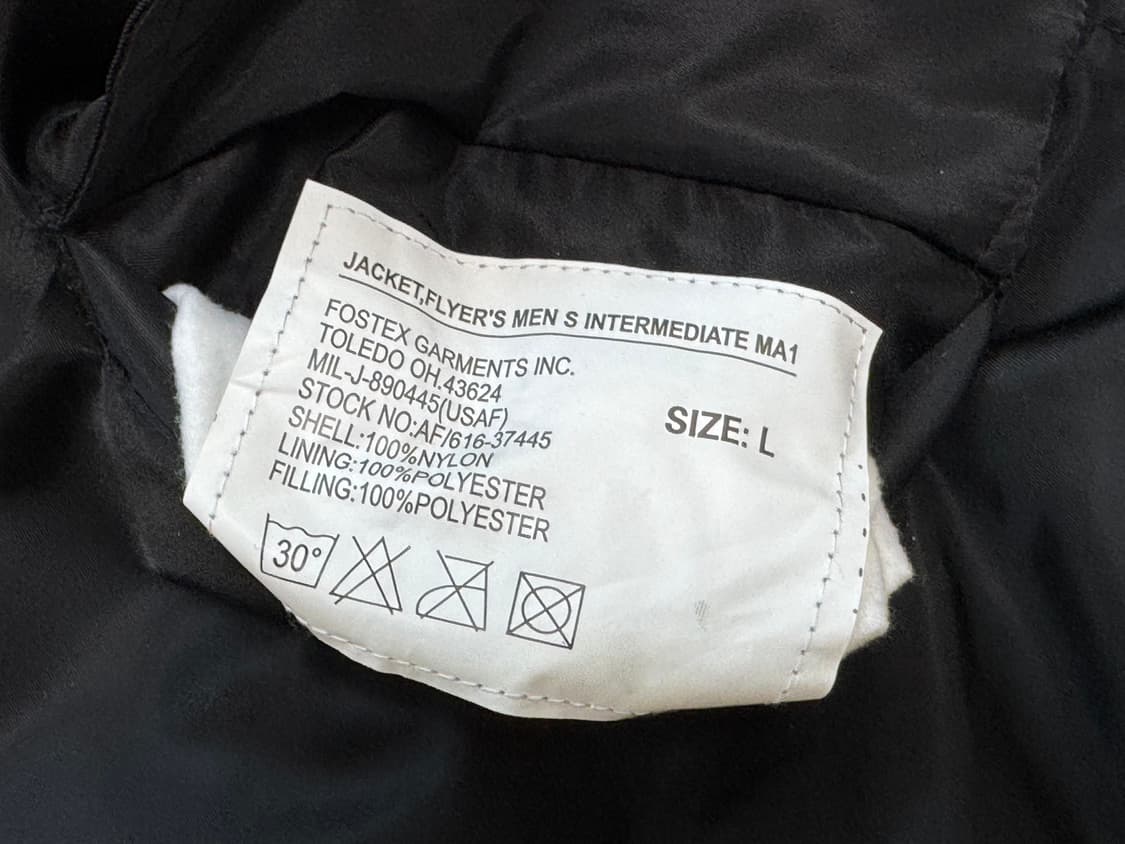 JACKET,FLYER'S MEN S INTERMEDIATE MA1
FOSTEX GARMENTS INC.
TOLEDO OH.43624
MIL-J-890445(USAF)
STOCK NO:AF/616-37445
SHELL:100%NYLON
LINING:100%POLYESTER
FILLING:100%POLYESTER
SIZE: L
30°